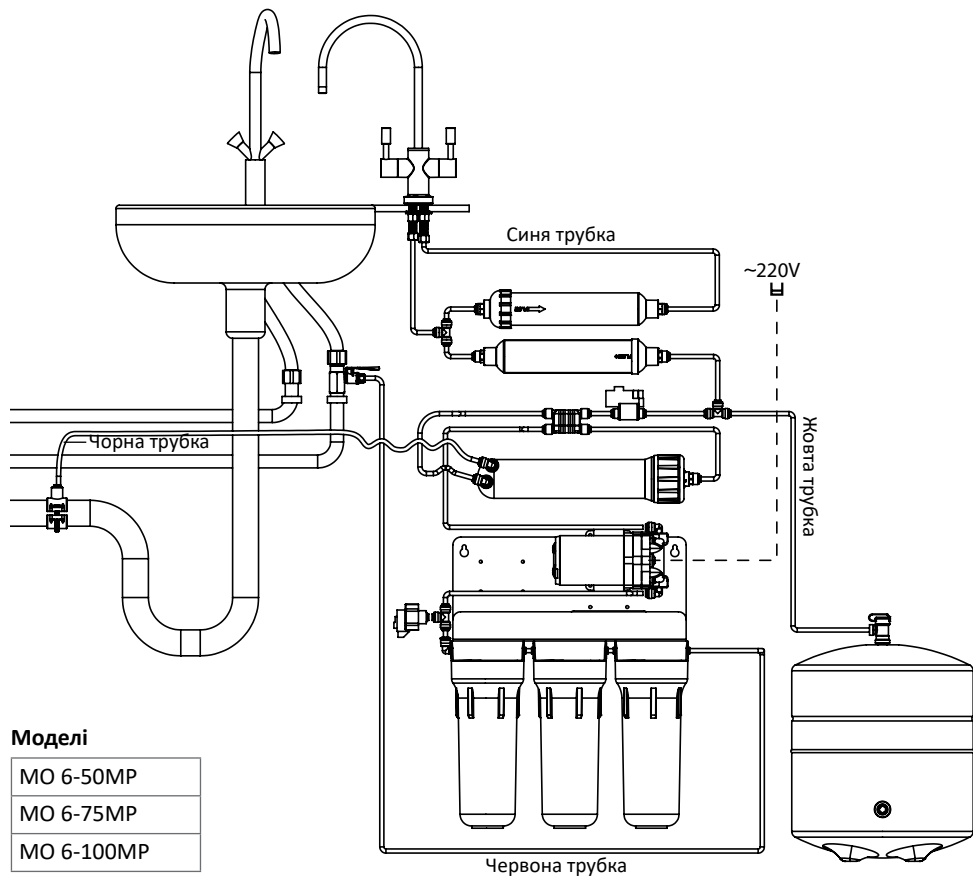 Синя трубка
~220V
Чорна трубка
Жовта трубка
Моделі
МО 6-50МР
МО 6-75МР
МО 6-100МР
Червона трубка